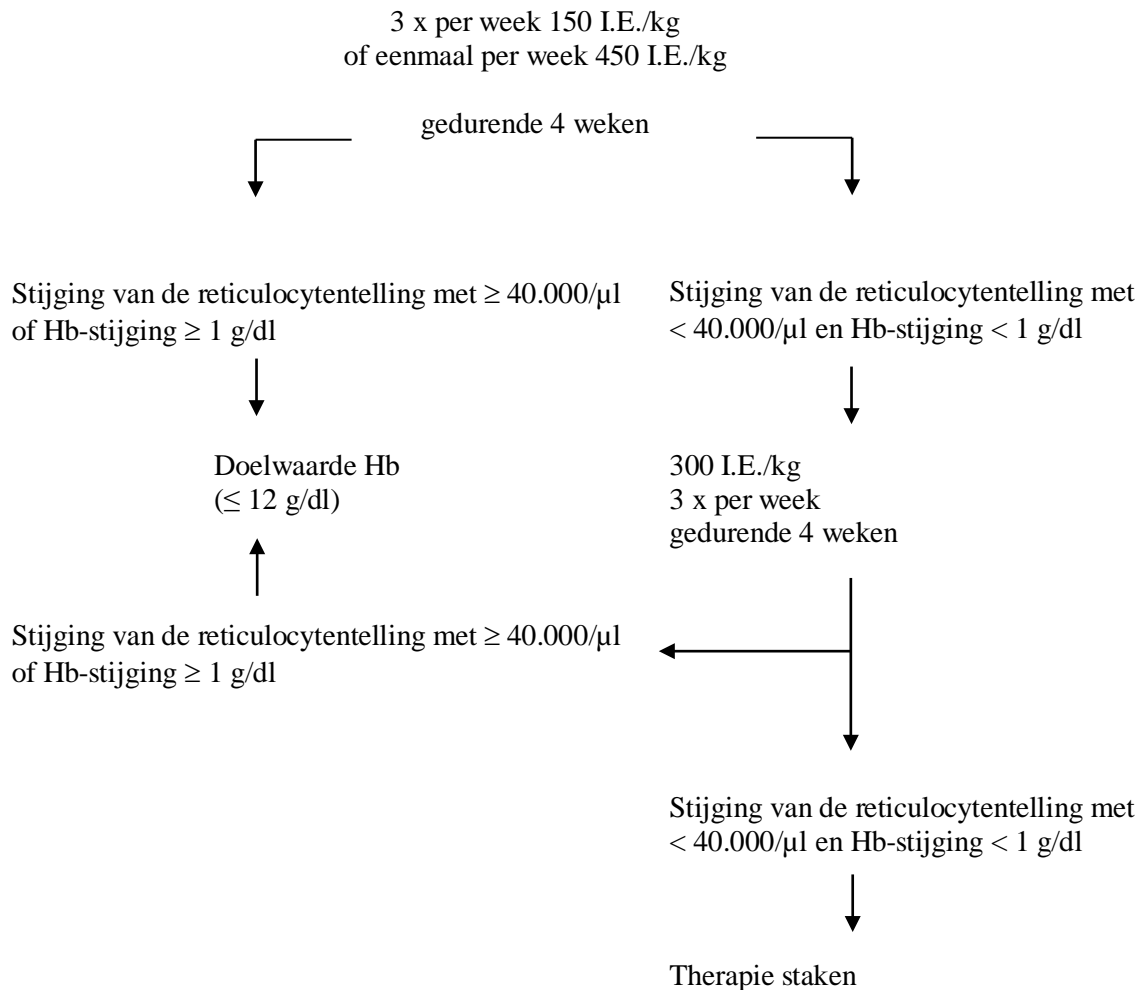 3 x per week 150 I.E./kg
of eenmaal per week 450 I.E./kg
gedurende 4 weken
Stijging van de reticulocytentelling met ≥ 40.000/µl
of Hb-stijging ≥ 1 g/dl
Stijging van de reticulocytentelling met
< 40.000/µl en Hb-stijging < 1 g/dl
Doelwaarde Hb
(≤ 12 g/dl)
300 I.E./kg
3 x per week
gedurende 4 weken
Stijging van de reticulocytentelling met ≥ 40.000/µl
of Hb-stijging ≥ 1 g/dl
Stijging van de reticulocytentelling met
< 40.000/µl en Hb-stijging < 1 g/dl
Therapie staken